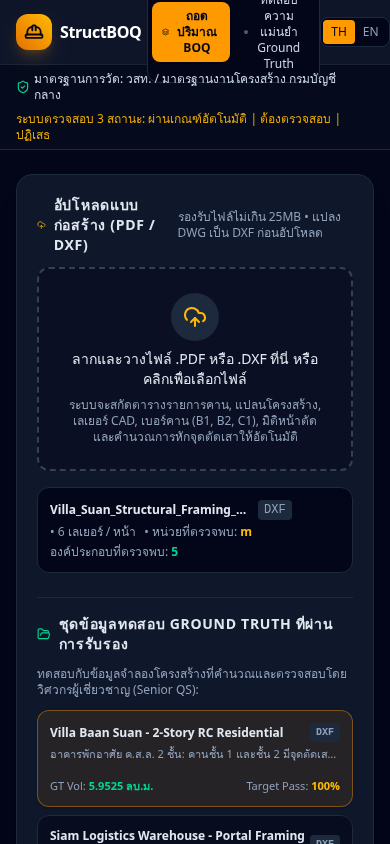 StructBOQ
ถอด
ปริมาณ
BOQ
ความ
แม่นยำ
Ground
Truth
TH
EN
มาตรฐานการวัด: วสท. / มาตรฐานงานโครงสร้าง กรมบัญชี
กลาง
ระบบตรวจสอบ 3 สถานะ: ผ่านเกณฑ์อัตโนมัติ | ต้องตรวจสอบ |
ปฏิเสธ
อัปโหลดแบบ
ก่อสร้าง (PDF /
DXF)
รองรับไฟล์ไม่เกิน 25MB • แปลง
DWG เป็น DXF ก่อนอัปโหลด
ลากและวางไฟล์ .PDF หรือ .DXF ที่นี่ หรือ
คลิกเพื่อเลือกไฟล์
ระบบจะสกัดตารางรายการคาน, แปลนโครงสร้าง,
เลเยอร์ CAD, เบอร์คาน (B1, B2, C1), มิติหน้าตัด
และคำนวณการหักจุดตัดเสาให้อัตโนมัติ
Villa_Suan_Structural_Framing_... DXF
• 6 เลเยอร์ / หน้า • หน่วยที่ตรวจพบ: m
องค์ประกอบที่ตรวจพบ: 5
ชุดข้อมูลทดสอบ GROUND TRUTH ที่ผ่าน
การรับรอง
ทดสอบกับข้อมูลจำลองโครงสร้างที่คำนวณและตรวจสอบโดย
วิศวกรผู้เชี่ยวชาญ (Senior QS):
Villa Baan Suan - 2-Story RC Residential DXF
อาคารพักอาศัย ค.ส.ล. 2 ชั้น: คานชั้น 1 และชั้น 2 มีจุดตัดเส...
GT Vol: 5.9525 ลบ.ม. Target Pass: 100%
Siam Logistics Warehouse - Portal Framing DXF